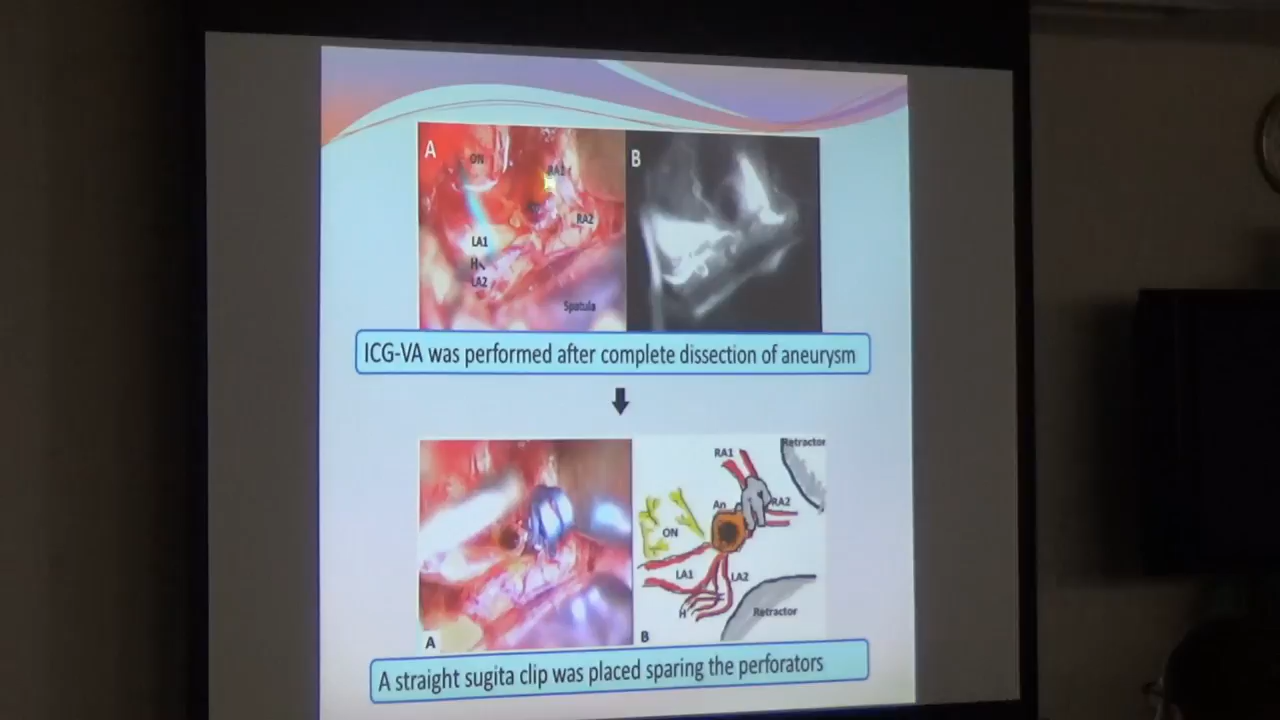 A
ON
RA1
RA2
LA1
H
LA2
Spatula
B
ICG-VA was performed after complete dissection of aneurysm
A
RA1
Retractor
An
RA2
ON
LA1
LA2
H
Retractor
B
A straight sugita clip was placed sparing the perforators